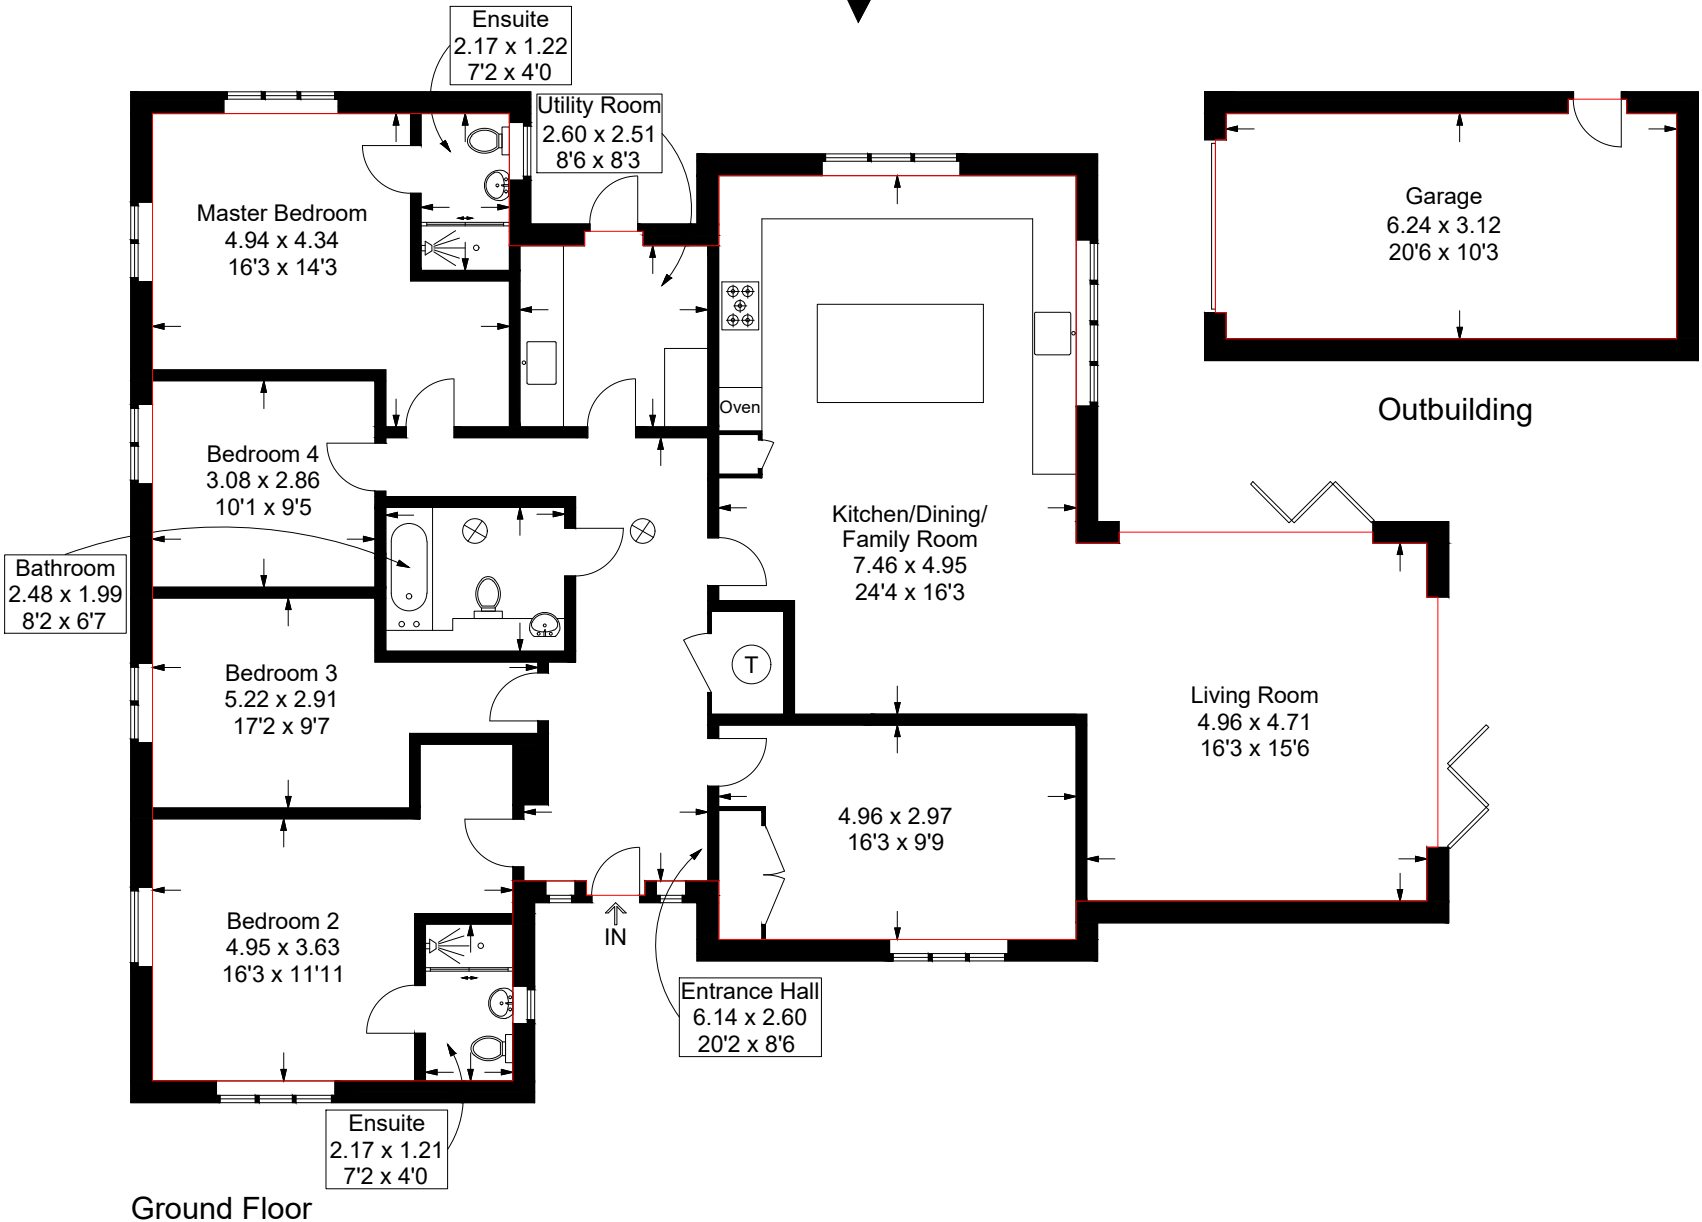 Ensuite
2.17 x 1.22
7'2 x 4'0
Utility Room
2.60 x 2.51
8'6 x 8'3
Master Bedroom
4.94 x 4.34
16'3 x 14'3
Garage
6.24 x 3.12
20'6 x 10'3
Outbuilding
Oven
Bedroom 4
3.08 x 2.86
10'1 x 9'5
Kitchen/Dining/
Family Room
7.46 x 4.95
24'4 x 16'3
Bathroom
2.48 x 1.99
8'2 x 6'7
Bedroom 3
5.22 x 2.91
17'2 x 9'7
T
Living Room
4.96 x 4.71
16'3 x 15'6
4.96 x 2.97
16'3 x 9'9
Bedroom 2
4.95 x 3.63
16'3 x 11'11
IN
Entrance Hall
6.14 x 2.60
20'2 x 8'6
Ensuite
2.17 x 1.21
7'2 x 4'0
Ground Floor